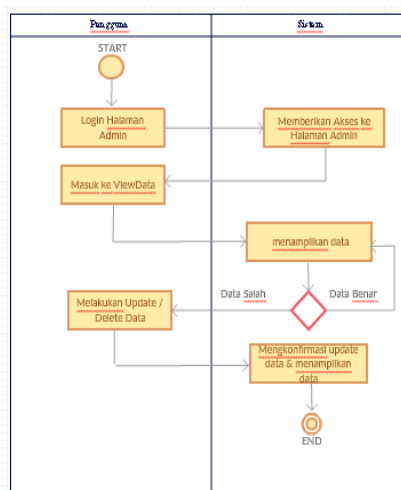 Pengguna
Sistem
START
Login Halaman
Admin
Memberikan Akses ke
Halaman Admin
Masuk ke ViewData
menampilkan data
Data Salah
Data Benar
Melakukan Update /
Delete Data
Mengkonfirmasi update
data & menampilkan
data
END